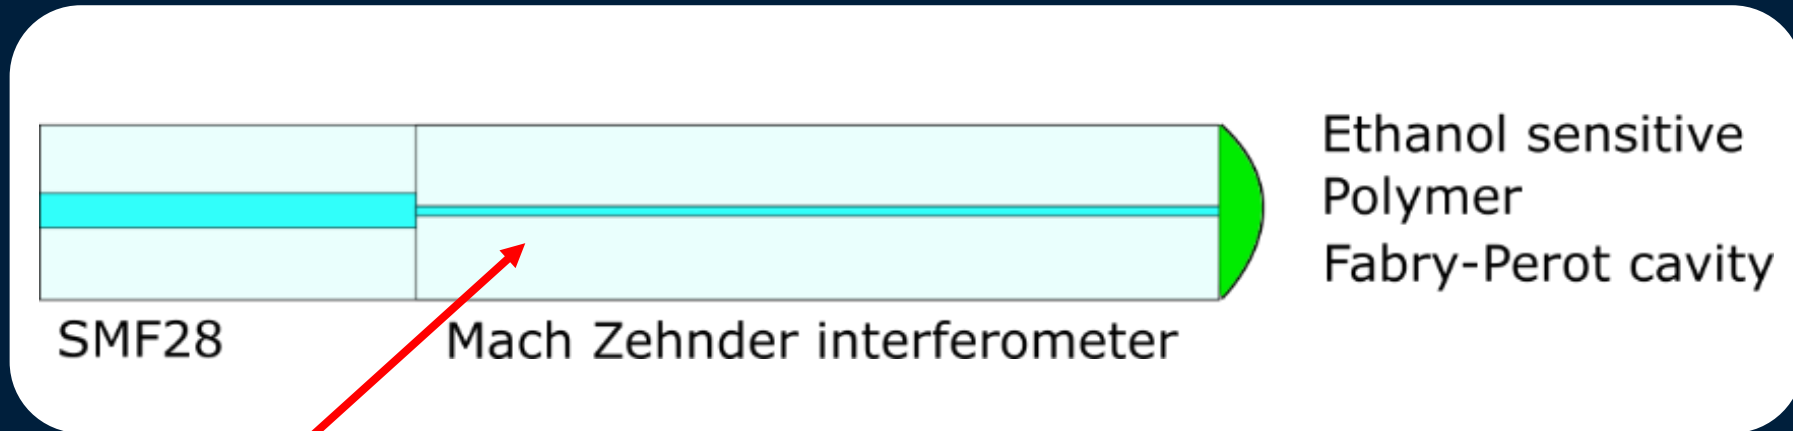 Ethanol sensitive
Polymer
Fabry-Perot cavity
SMF28
Mach Zehnder interferometer